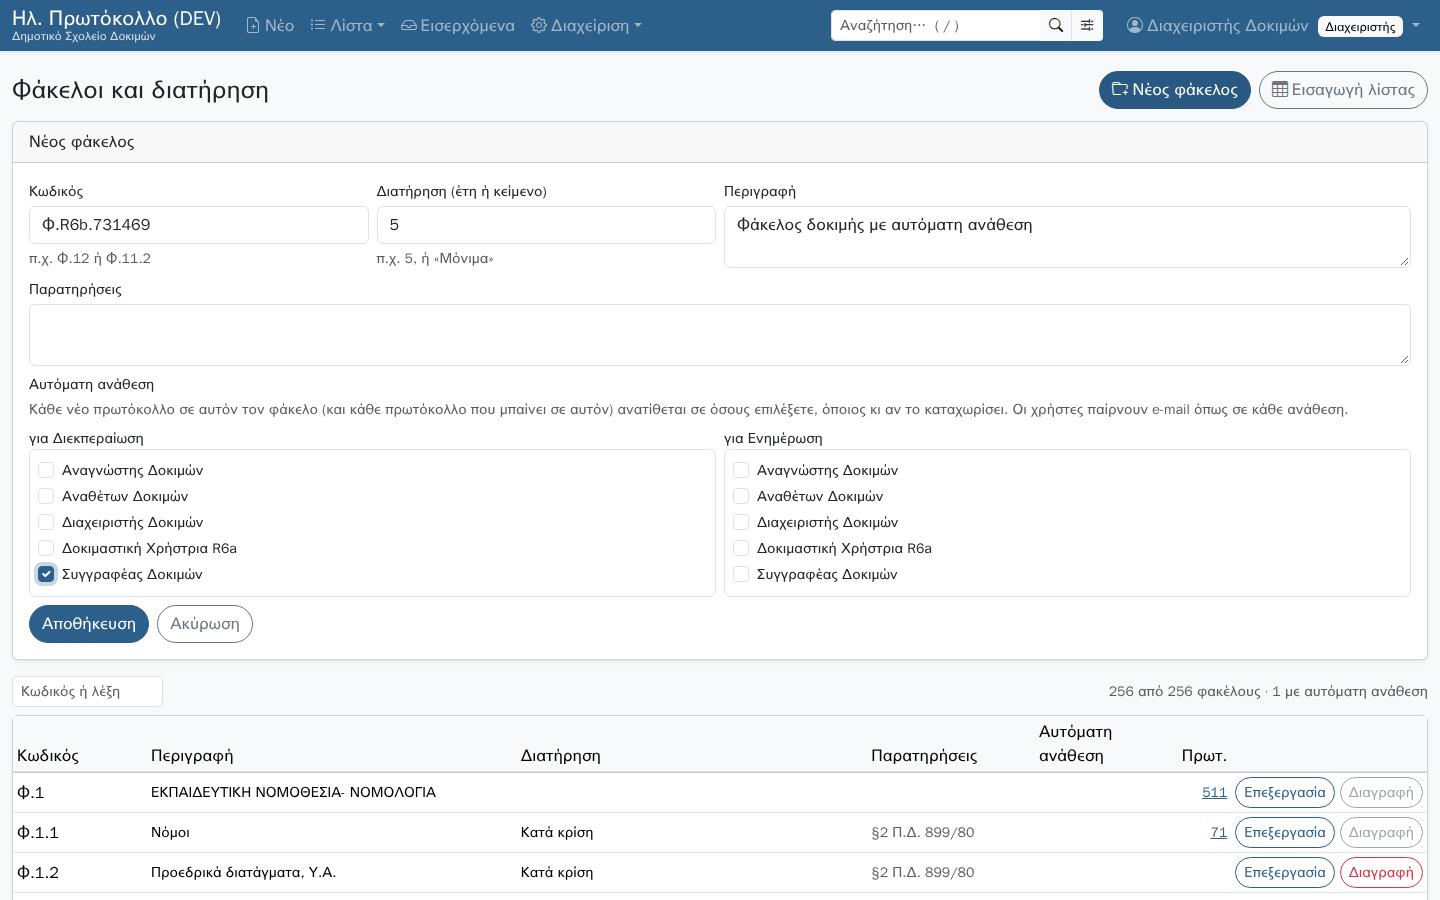 Ηλ. Πρωτόκολλο (DEV)
Δημοτικό Σχολείο Δοκιμών
Νέο
Λίστα
Εισερχόμενα
Διαχείριση
Αναζήτηση… ( / )
Διαχειριστής Δοκιμών
Διαχειριστής
Φάκελοι και διατήρηση
Νέος φάκελος
Εισαγωγή λίστας
Νέος φάκελος
Κωδικός
Διατήρηση (έτη ή κείμενο)
Περιγραφή
Φ.R6b.731469
5
Φάκελος δοκιμής με αυτόματη ανάθεση
π.χ. Φ.12 ή Φ.11.2
π.χ. 5, ή «Μόνιμα»
Παρατηρήσεις
Αυτόματη ανάθεση
Κάθε νέο πρωτόκολλο σε αυτόν τον φάκελο (και κάθε πρωτόκολλο που μπαίνει σε αυτόν) ανατίθεται σε όσους επιλέξετε, όποιος κι αν το καταχωρίσει. Οι χρήστες παίρνουν e-mail όπως σε κάθε ανάθεση.
για Διεκπεραίωση
για Ενημέρωση
Αναγνώστης Δοκιμών
Αναγνώστης Δοκιμών
Αναθέτων Δοκιμών
Αναθέτων Δοκιμών
Διαχειριστής Δοκιμών
Διαχειριστής Δοκιμών
Δοκιμαστική Χρήστρια R6a
Δοκιμαστική Χρήστρια R6a
Συγγραφέας Δοκιμών
Συγγραφέας Δοκιμών
Αποθήκευση
Ακύρωση
Κωδικός ή λέξη
256 από 256 φακέλους · 1 με αυτόματη ανάθεση
Κωδικός Περιγραφή Διατήρηση Παρατηρήσεις Αυτόματη ανάθεση Πρωτ.
Φ.1 ΕΚΠΑΙΔΕΥΤΙΚΗ ΝΟΜΟΘΕΣΙΑ- ΝΟΜΟΛΟΓΙΑ 511 Επεξεργασία Διαγραφή
Φ.1.1 Νόμοι Κατά κρίση §2 Π.Δ. 899/80 71 Επεξεργασία Διαγραφή
Φ.1.2 Προεδρικά διατάγματα, Υ.Α. Κατά κρίση §2 Π.Δ. 899/80 Επεξεργασία Διαγραφή